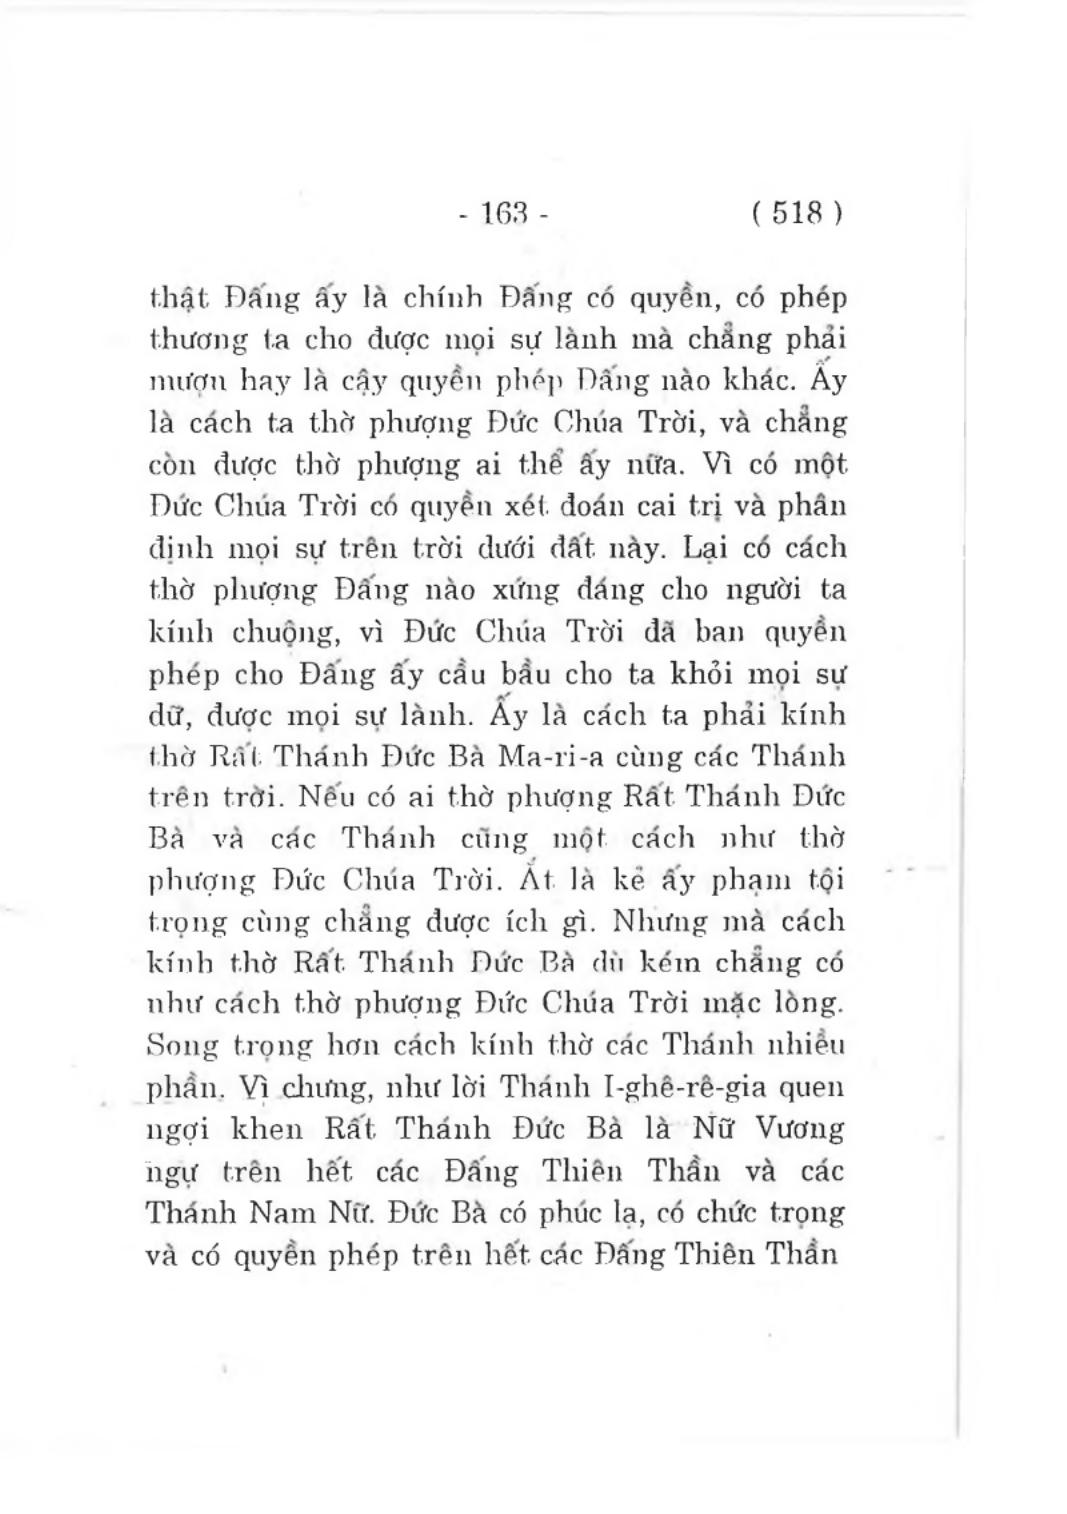 - 163 - ( 518 )
thật Đấng ấy là chính Đấng có quyền, có phép
thương ta cho được mọi sự lành mà chẳng phải
mượn hay là cậy quyền phép Đấng nào khác. Ấy
là cách ta thờ phượng Đức Chúa Trời, và chẳng
còn được thờ phượng ai thể ấy nữa. Vì có một
Đức Chúa Trời có quyền xét đoán cai trị và phân
định mọi sự trên trời dưới đất này. Lại có cách
thờ phượng Đấng nào xứng đáng cho người ta
kính chuộng, vì Đức Chúa Trời đã ban quyền
phép cho Đấng ấy cầu bầu cho ta khỏi mọi sự
dữ, được mọi sự lành. Ấy là cách ta phải kính
thờ Rất Thánh Đức Bà Ma-ri-a cùng các Thánh
trên trời. Nếu có ai thờ phượng Rất Thánh Đức
Bà và các Thánh cũng một cách như thờ
phượng Đức Chúa Trời. Ắt là kẻ ấy phạm tội
trọng cùng chẳng được ích gì. Nhưng mà cách
kính thờ Rất Thánh Đức Bà dù kém chẳng có
như cách thờ phượng Đức Chúa Trời mặc lòng.
Song trọng hơn cách kính thờ các Thánh nhiều
phần. Vì chưng, như lời Thánh I-ghê-rê-gia quen
ngợi khen Rất Thánh Đức Bà là Nữ Vương
ngự trên hết các Đấng Thiên Thần và các
Thánh Nam Nữ. Đức Bà có phúc lạ, có chức trọng
và có quyền phép trên hết các Đấng Thiên Thần